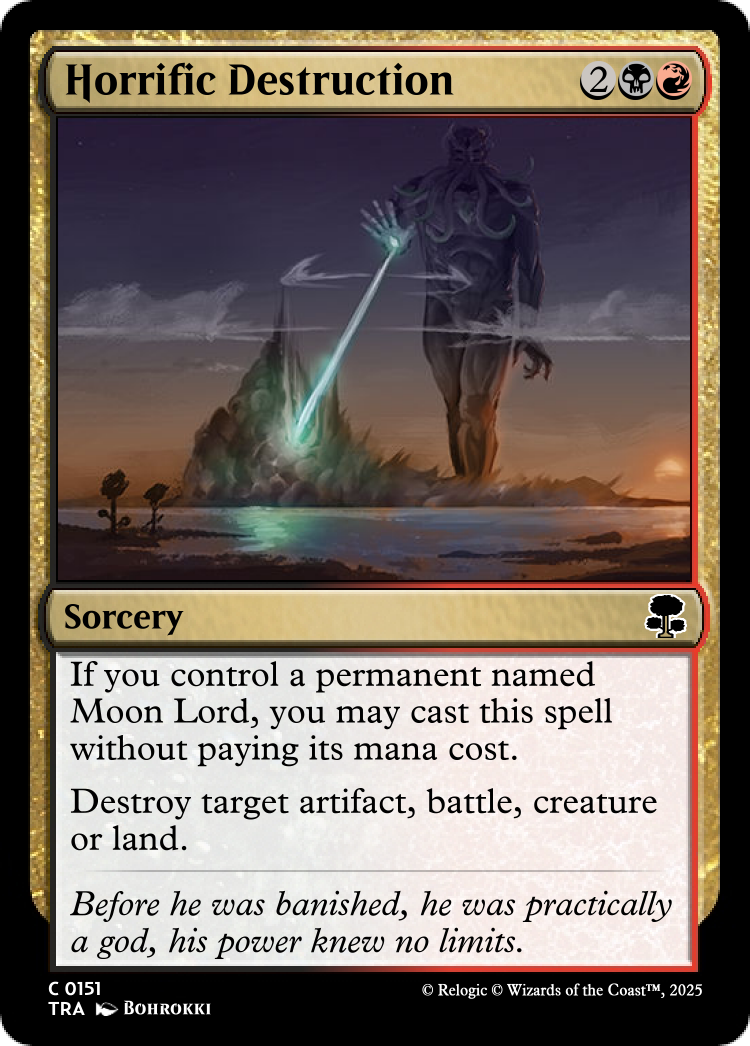 Horrific Destruction 2
Sorcery
If you control a permanent named
Moon Lord, you may cast this spell
without paying its mana cost.
Destroy target artifact, battle, creature
or land.
Before he was banished, he was practically
a god, his power knew no limits.
C 0151
TRA Bohrokki
© Relogic © Wizards of the Coast™, 2025